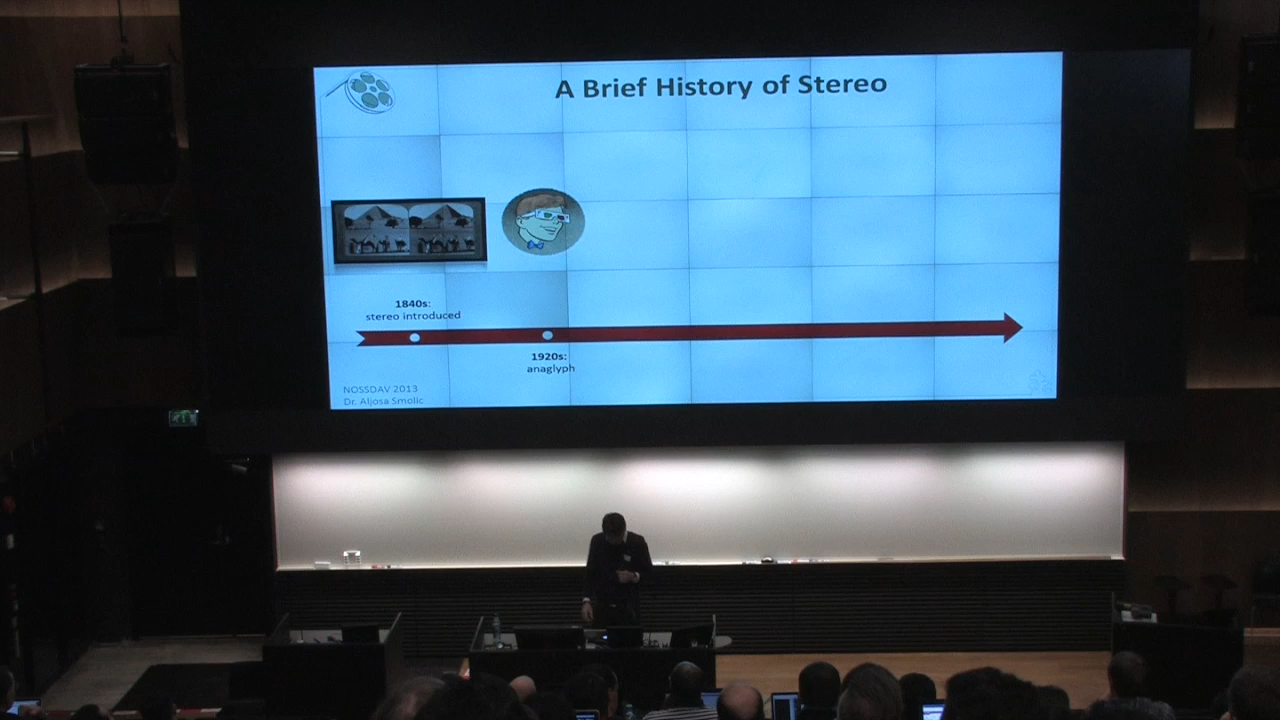 A Brief History of Stereo
1840s:
stereo introduced
1920s:
anaglyph
NOSSDAV 2013
Dr. Aljosa Smolic